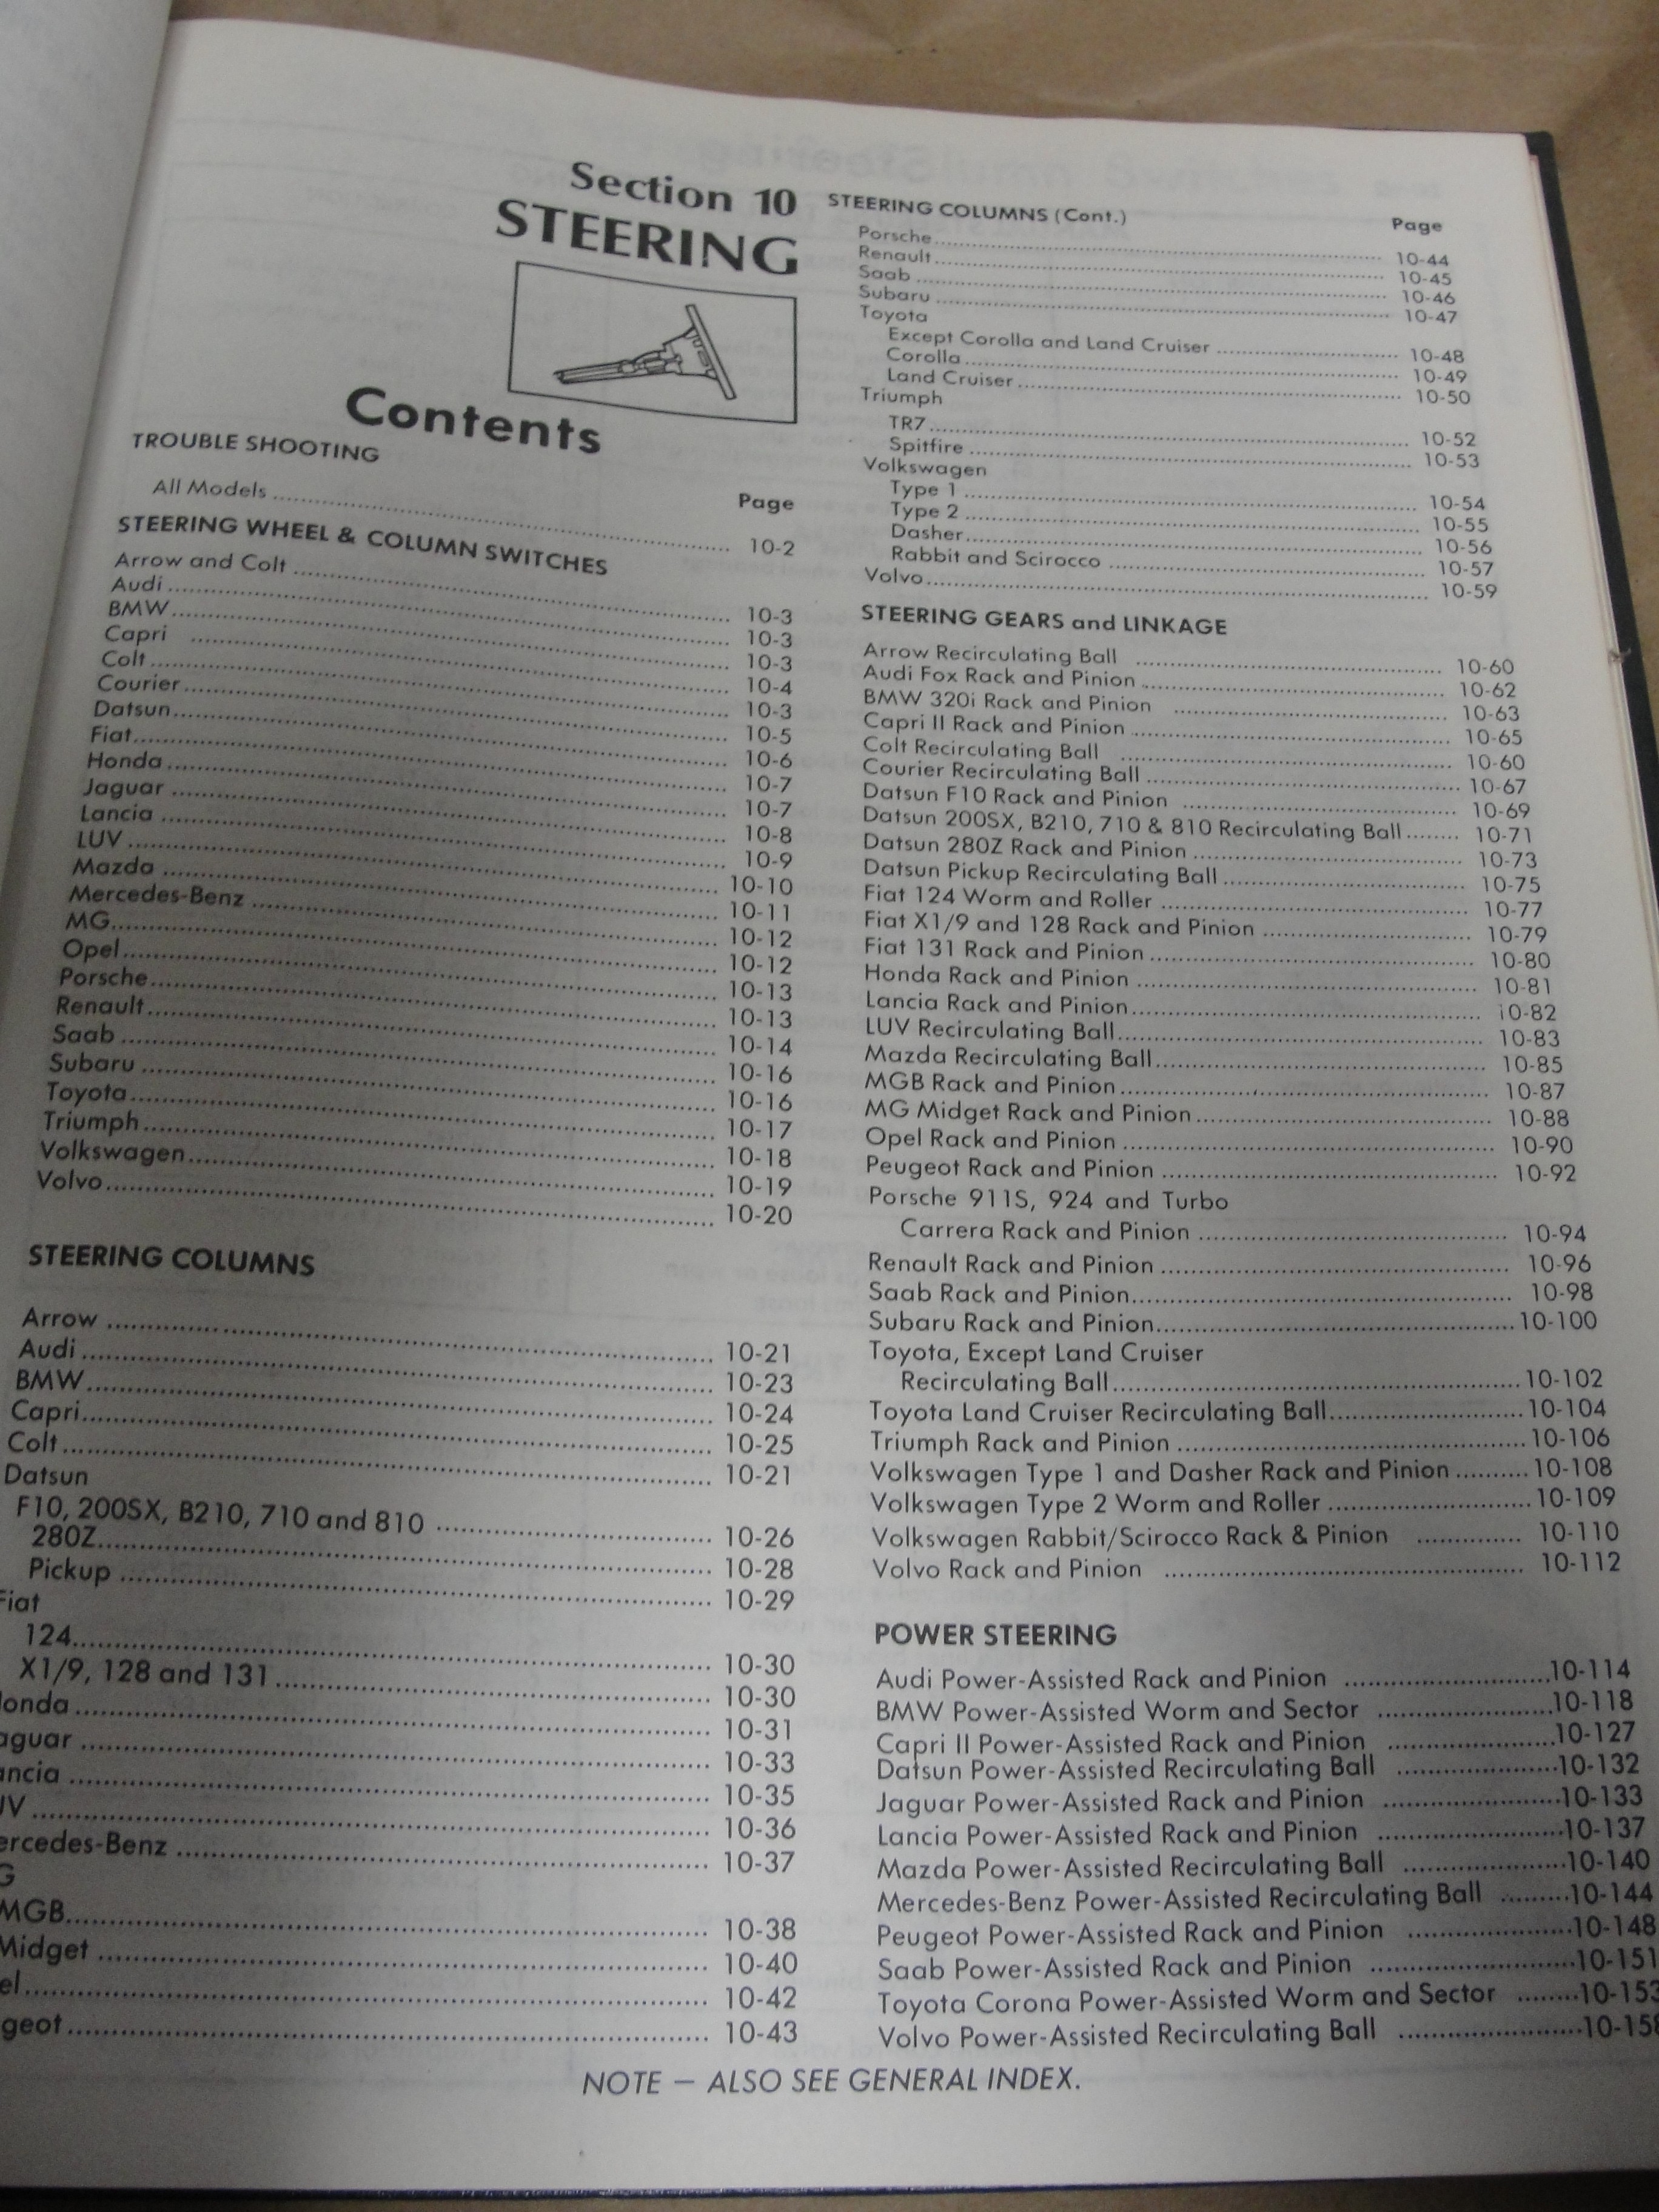 Section 10
STEERING
Contents
TROUBLE SHOOTING
Page
All Models 10-2
STEERING WHEEL & COLUMN SWITCHES
Arrow and Colt 10-3
Audi 10-3
BMW 10-3
Capri 10-4
Colt 10-3
Courier 10-5
Datsun 10-6
Fiat 10-7
Honda 10-7
Jaguar 10-8
Lancia 10-9
LUV 10-10
Mazda 10-11
Mercedes-Benz 10-12
MG 10-12
Opel 10-13
Porsche 10-13
Renault 10-14
Saab 10-16
Subaru 10-16
Toyota 10-17
Triumph 10-18
Volkswagen 10-19
Volvo 10-20
STEERING COLUMNS
Arrow 10-21
Audi 10-23
BMW 10-24
Capri 10-25
Colt 10-21
Datsun
F10, 200SX, B210, 710 and 810 10-26
280Z 10-28
Pickup 10-29
Fiat
124 10-30
X1/9, 128 and 131 10-30
onda 10-31
aguar 10-33
ancia 10-35
UV 10-36
ercedes-Benz 10-37
G
MGB 10-38
Midget 10-40
el 10-42
geot 10-43
STEERING COLUMNS (Cont.)
Page
Porsche 10-44
Renault 10-45
Saab 10-46
Subaru 10-47
Toyota
Except Corolla and Land Cruiser 10-48
Corolla 10-49
Land Cruiser 10-50
Triumph
TR7 10-52
Spitfire 10-53
Volkswagen
Type 1 10-54
Type 2 10-55
Dasher 10-56
Rabbit and Scirocco 10-57
Volvo 10-59
STEERING GEARS and LINKAGE
Arrow Recirculating Ball 10-60
Audi Fox Rack and Pinion 10-62
BMW 320i Rack and Pinion 10-63
Capri II Rack and Pinion 10-65
Colt Recirculating Ball 10-60
Courier Recirculating Ball 10-67
Datsun F10 Rack and Pinion 10-69
Datsun 200SX, B210, 710 & 810 Recirculating Ball 10-71
Datsun 280Z Rack and Pinion 10-73
Datsun Pickup Recirculating Ball 10-75
Fiat 124 Worm and Roller 10-77
Fiat X1/9 and 128 Rack and Pinion 10-79
Fiat 131 Rack and Pinion 10-80
Honda Rack and Pinion 10-81
Lancia Rack and Pinion 10-82
LUV Recirculating Ball 10-83
Mazda Recirculating Ball 10-85
MGB Rack and Pinion 10-87
MG Midget Rack and Pinion 10-88
Opel Rack and Pinion 10-90
Peugeot Rack and Pinion 10-92
Porsche 911S, 924 and Turbo
Carrera Rack and Pinion 10-94
Renault Rack and Pinion 10-96
Saab Rack and Pinion 10-98
Subaru Rack and Pinion 10-100
Toyota, Except Land Cruiser
Recirculating Ball 10-102
Toyota Land Cruiser Recirculating Ball 10-104
Triumph Rack and Pinion 10-106
Volkswagen Type 1 and Dasher Rack and Pinion 10-108
Volkswagen Type 2 Worm and Roller 10-109
Volkswagen Rabbit/Scirocco Rack & Pinion 10-110
Volvo Rack and Pinion 10-112
POWER STEERING
Audi Power-Assisted Rack and Pinion 10-114
BMW Power-Assisted Worm and Sector 10-118
Capri II Power-Assisted Rack and Pinion 10-127
Datsun Power-Assisted Recirculating Ball 10-132
Jaguar Power-Assisted Rack and Pinion 10-133
Lancia Power-Assisted Rack and Pinion 10-137
Mazda Power-Assisted Recirculating Ball 10-140
Mercedes-Benz Power-Assisted Recirculating Ball 10-144
Peugeot Power-Assisted Rack and Pinion 10-148
Saab Power-Assisted Rack and Pinion 10-151
Toyota Corona Power-Assisted Worm and Sector 10-153
Volvo Power-Assisted Recirculating Ball 10-158
NOTE — ALSO SEE GENERAL INDEX.